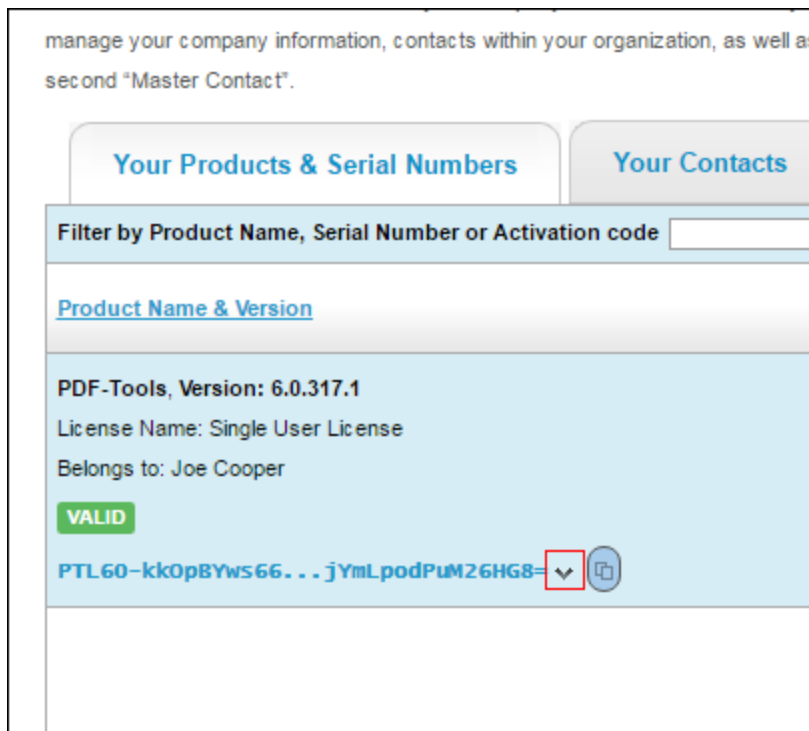 manage your company information, contacts within your organization, as well as
second “Master Contact”.
Your Products & Serial Numbers
Your Contacts
Filter by Product Name, Serial Number or Activation code
Product Name & Version
PDF-Tools, Version: 6.0.317.1
License Name: Single User License
Belongs to: Joe Cooper
VALID
PTL60-kkOpBYws66...jYmLpodPuM26HG8=